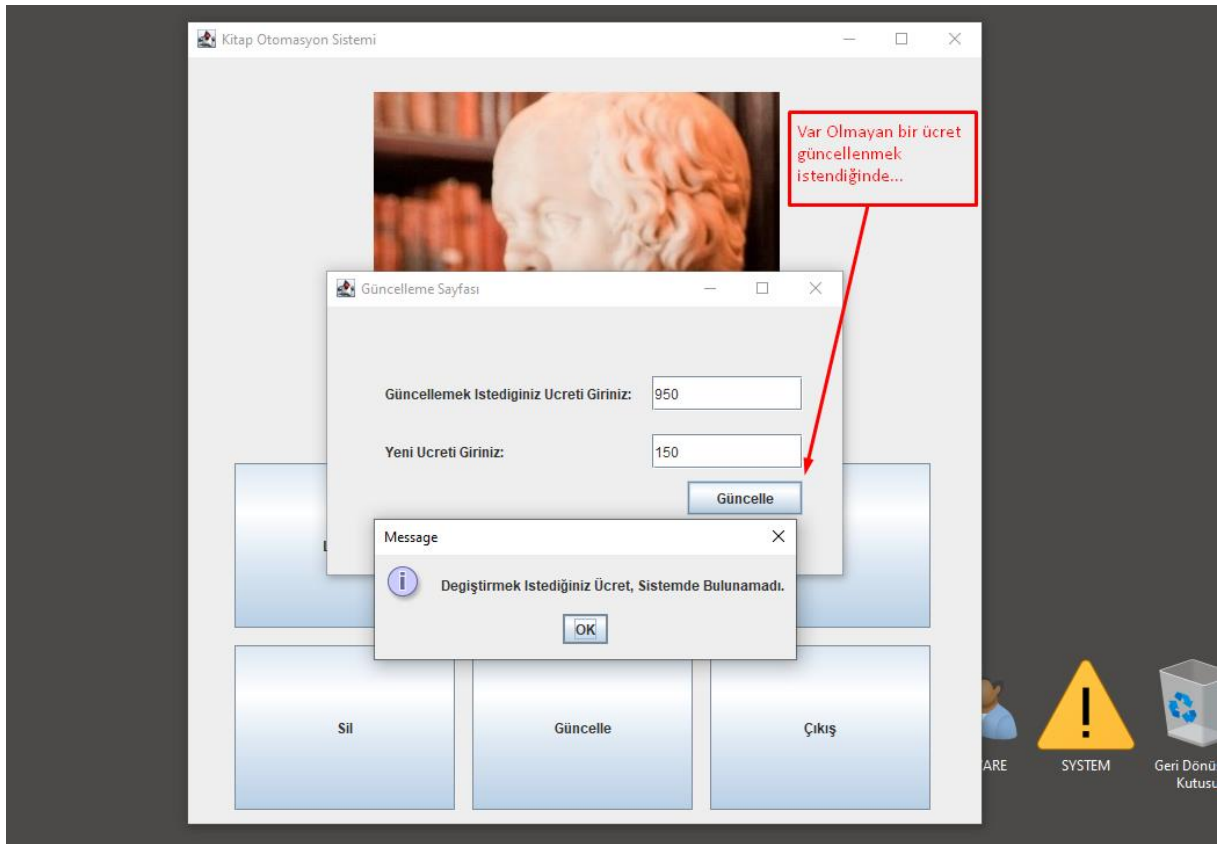 Kitap Otomasyon Sistemi
Var Olmayan bir ücret
güncellenmek
istendiğinde...
Güncelleme Sayfası
Güncellemek Istediginiz Ucreti Giriniz:
950
Yeni Ucreti Giriniz:
150
Güncelle
Message
Degiştirmek Istediğiniz Ücret, Sistemde Bulunamadı.
OK
Sil
Güncelle
Çıkış
ARE
SYSTEM
Geri Dönü
Kutusu